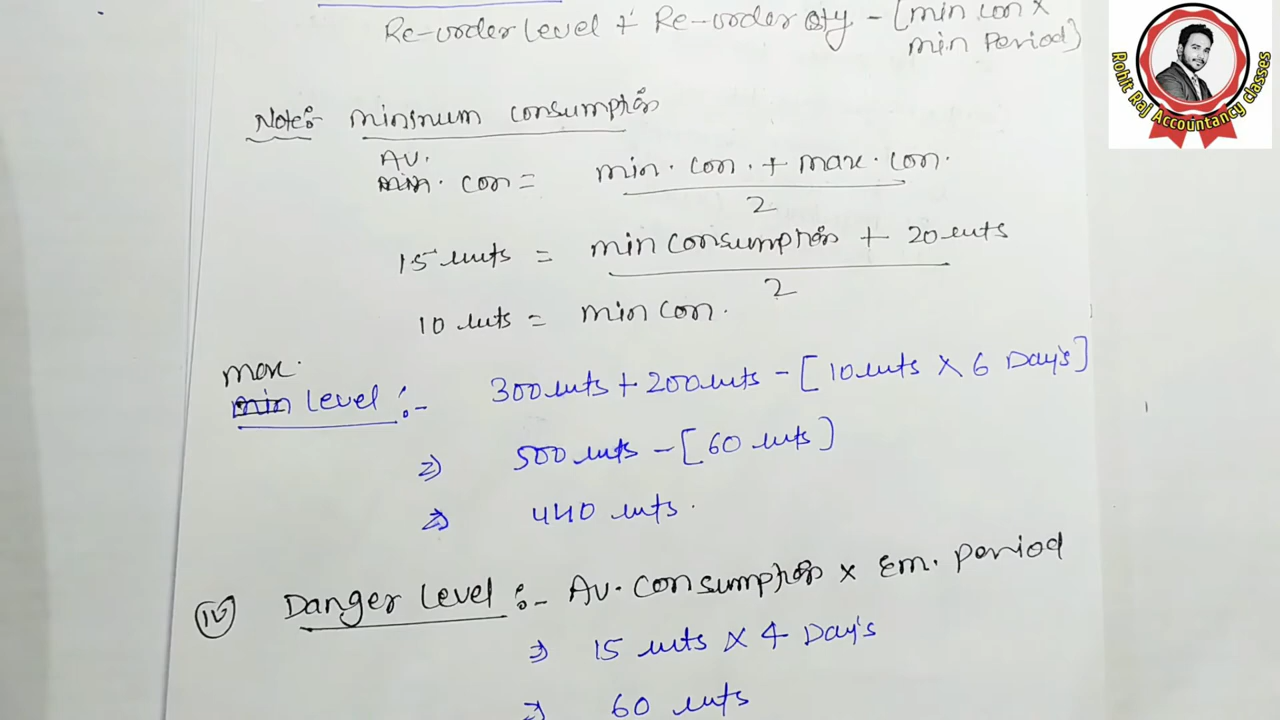 Re-order Level + Re-order Qty - [min con x
min Period]
Note:- minimum consumption
Av.
min. con = min. con. + max. con.
2
15 units = min consumption + 20 units
2
10 units = min con.
max.
min Level :- 300 units + 200 units - [10 units x 6 Day's]
⇒ 500 units - [60 units]
⇒ 440 units.
(iv) Danger Level :- Av. Consumption x Em. Period
⇒ 15 units x 4 Day's
⇒ 60 units
Rohit Raj Accountancy classes